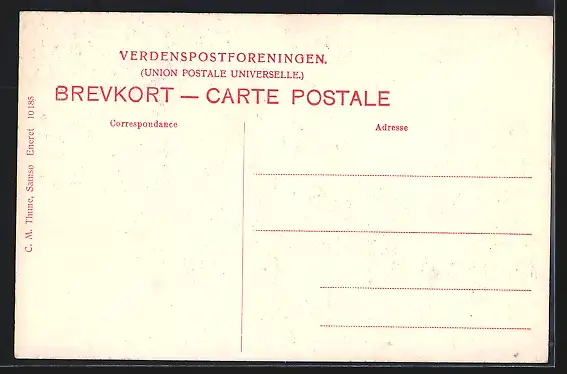 VERDENSPOSTFORENINGEN.
(UNION POSTALE UNIVERSELLE.)
BREVKORT — CARTE POSTALE
Correspondance
Adresse
C. M. Thune, Samsø Eneret 10185